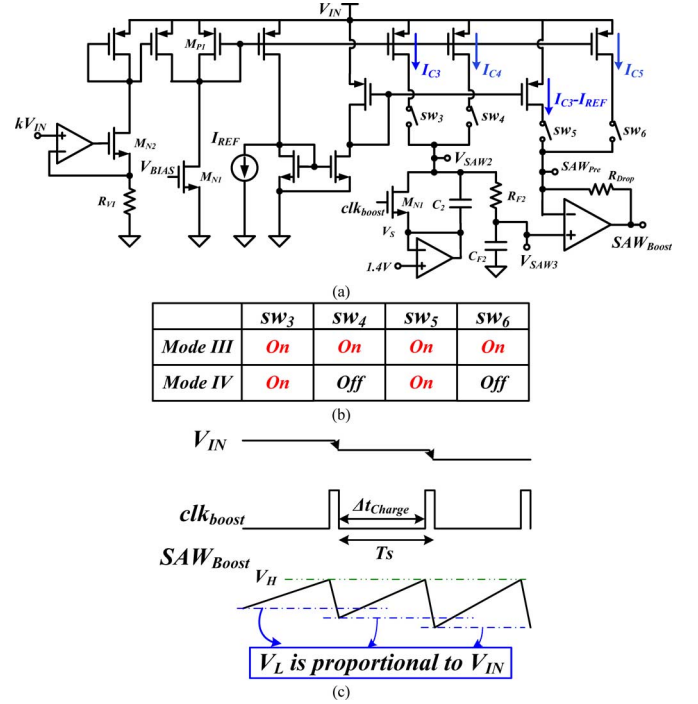 (a)
V_IN
M_P1
I_C3
I_C4
I_C5
I_C3-I_REF
kV_IN
M_N2
I_REF
sw_3
sw_4
sw_5
sw_6
V_BIAS
M_N1
V_SAW2
SAW_Pre
R_Drop
R_V1
clk_boost
M_N1
C_2
R_F2
V_S
1.4V
C_F2
V_SAW3
SAW_Boost
(a)
sw_3 sw_4 sw_5 sw_6
Mode III On On On On
Mode IV On Off On Off
(b)
V_IN
clk_boost
Δt_Charge
Ts
SAW_Boost
V_H
V_L is proportional to V_IN
(c)